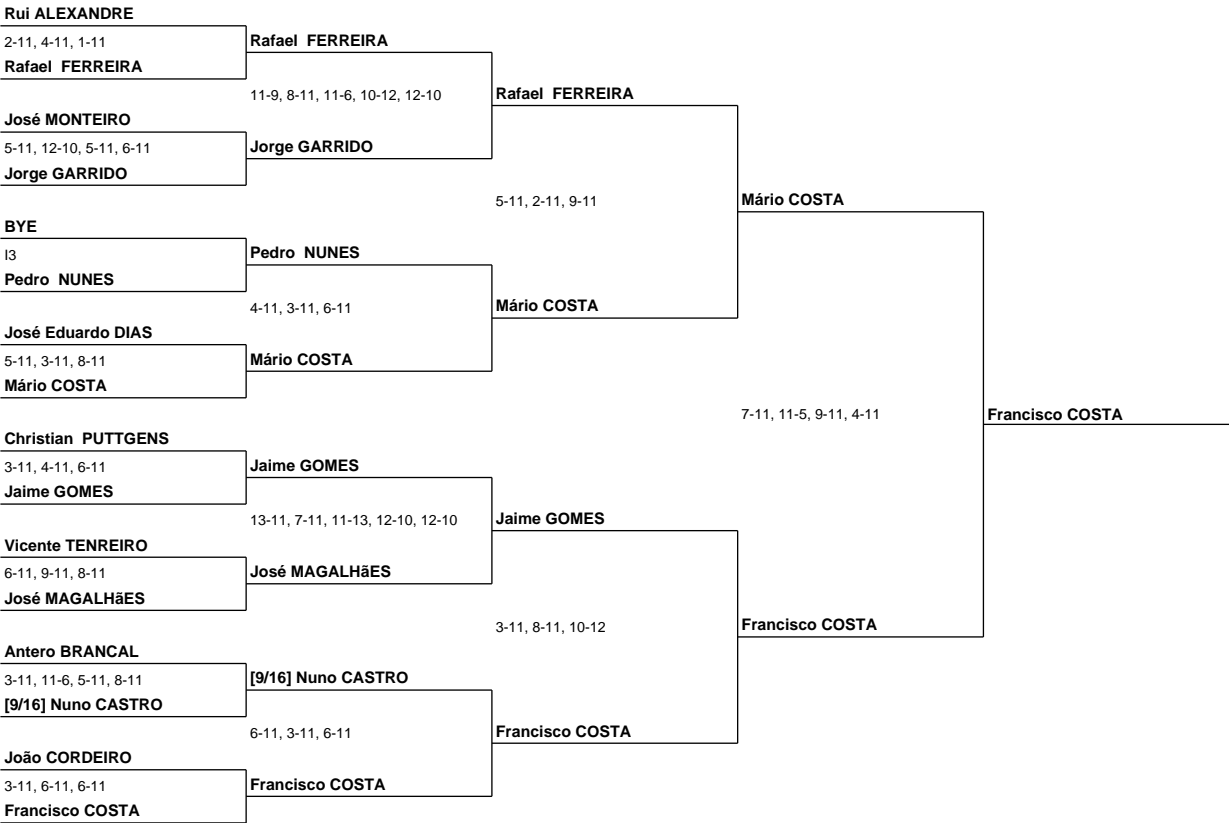 Rui ALEXANDRE
2-11, 4-11, 1-11
Rafael  FERREIRA
José MONTEIRO
5-11, 12-10, 5-11, 6-11
Jorge GARRIDO
BYE
I3
Pedro  NUNES
José Eduardo DIAS
5-11, 3-11, 8-11
Mário COSTA
Christian  PUTTGENS
3-11, 4-11, 6-11
Jaime GOMES
Vicente TENREIRO
6-11, 9-11, 8-11
José MAGALHãES
Antero BRANCAL
3-11, 11-6, 5-11, 8-11
[9/16] Nuno CASTRO
João CORDEIRO
3-11, 6-11, 6-11
Francisco COSTA
Rafael  FERREIRA
11-9, 8-11, 11-6, 10-12, 12-10
Jorge GARRIDO
Pedro  NUNES
4-11, 3-11, 6-11
Mário COSTA
Jaime GOMES
13-11, 7-11, 11-13, 12-10, 12-10
José MAGALHãES
[9/16] Nuno CASTRO
6-11, 3-11, 6-11
Francisco COSTA
Rafael  FERREIRA
5-11, 2-11, 9-11
Mário COSTA
Jaime GOMES
3-11, 8-11, 10-12
Francisco COSTA
Mário COSTA
7-11, 11-5, 9-11, 4-11
Francisco COSTA
Francisco COSTA